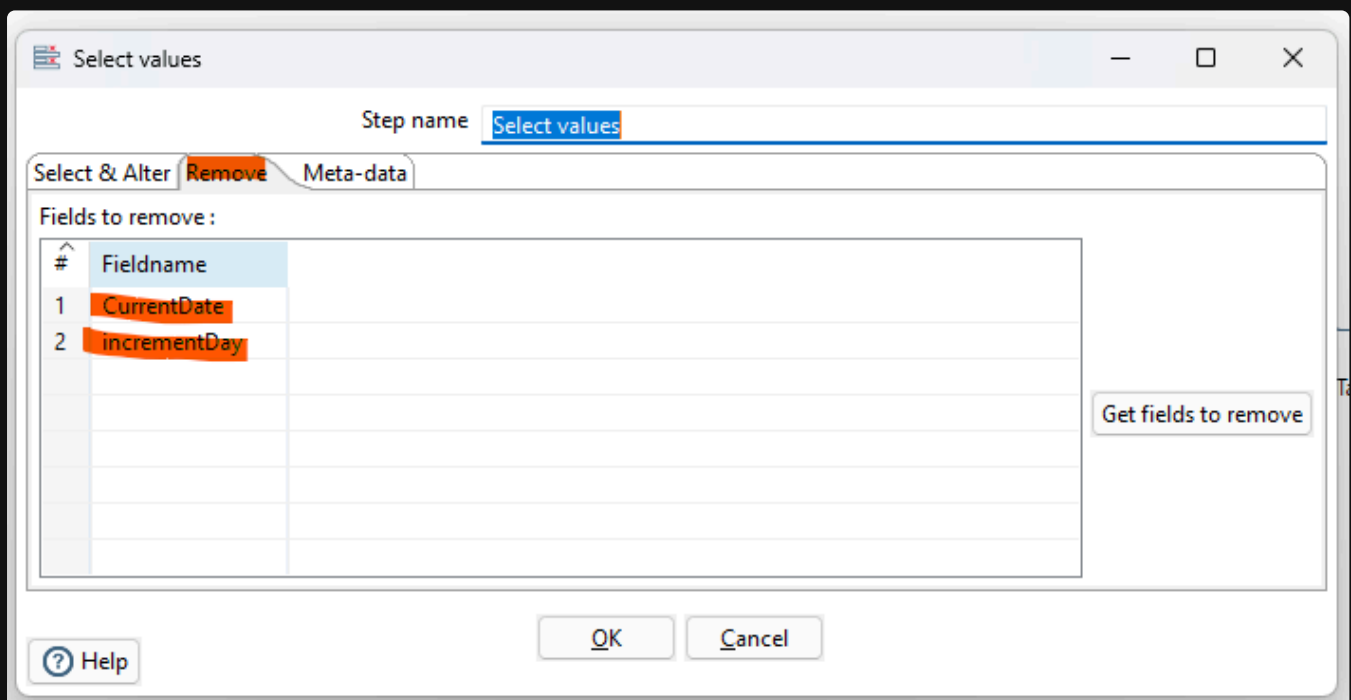 Select values
Step name Select values
Select & Alter Remove Meta-data
Fields to remove :
# Fieldname
1 CurrentDate
2 incrementDay
Get fields to remove
OK Cancel
Help